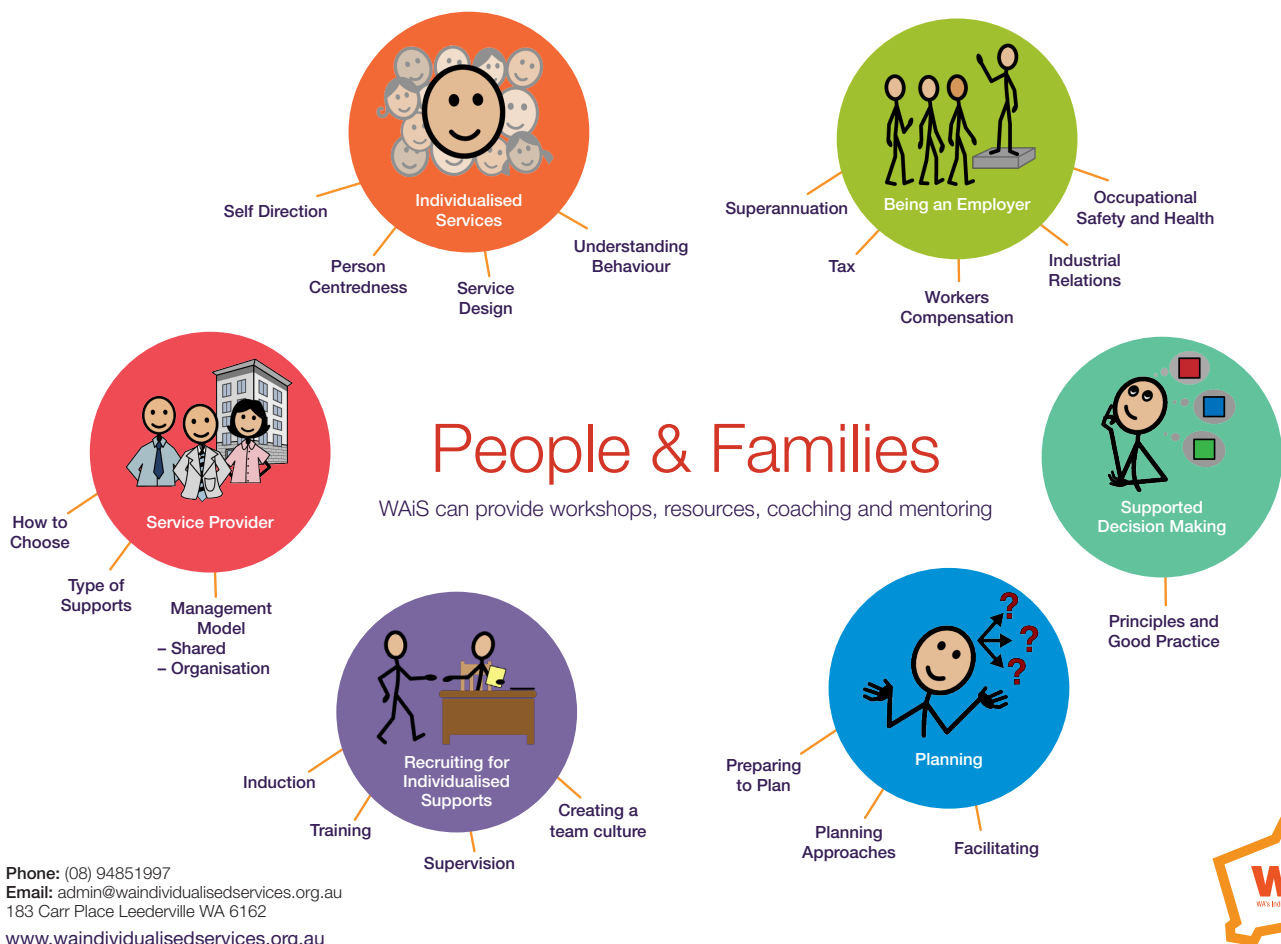 Individualised
Services
Self Direction
Person
Centredness
Service
Design
Understanding
Behaviour
Being an Employer
Superannuation
Tax
Workers
Compensation
Industrial
Relations
Occupational
Safety and Health
Service Provider
How to
Choose
Type of
Supports
Management
Model
– Shared
– Organisation
People & Families
WAiS can provide workshops, resources, coaching and mentoring
Supported
Decision Making
Principles and
Good Practice
Recruiting for
Individualised
Supports
Induction
Training
Supervision
Creating a
team culture
Planning
? ? ?
Preparing
to Plan
Planning
Approaches
Facilitating
Phone: (08) 94851997
Email: admin@waindividualisedservices.org.au
183 Carr Place Leederville WA 6162
www.waindividualisedservices.org.au